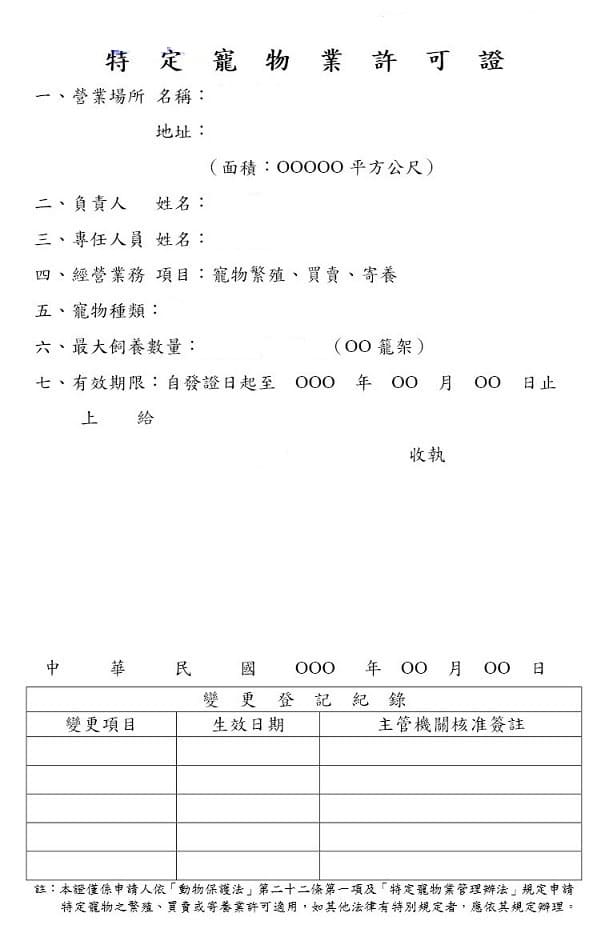 特定寵物業許可證
一、營業場所 名稱：
地址：
（面積：OOOOO 平方公尺）
二、負責人 姓名：
三、專任人員 姓名：
四、經營業務 項目：寵物繁殖、買賣、寄養
五、寵物種類：
六、最大飼養數量： （OO 籠架）
七、有效期限：自發證日起至 OOO 年 OO 月 OO 日止
上 給
收執
中 華 民 國 OOO 年 OO 月 OO 日
變更登記紀錄
變更項目 生效日期 主管機關核准簽註
註：本證僅係申請人依「動物保護法」第二十二條第一項及「特定寵物業管理辦法」規定申請
特定寵物之繁殖、買賣或寄養業許可適用，如其他法律有特別規定者，應依其規定辦理。